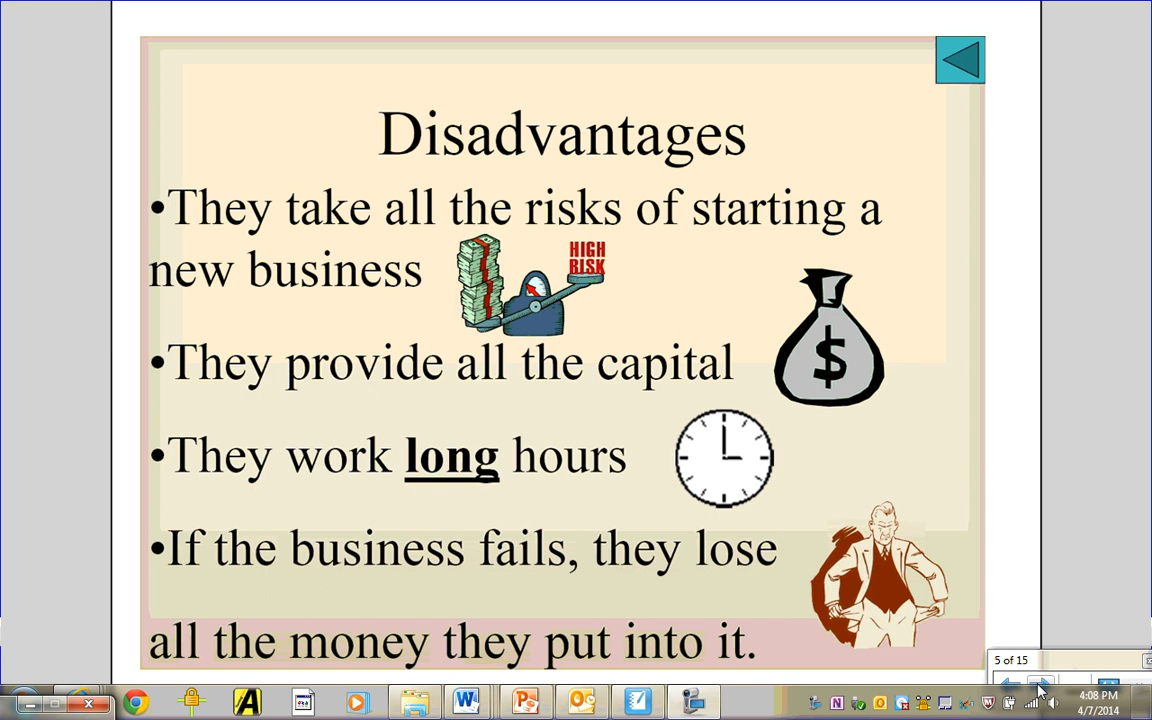 Disadvantages
•They take all the risks of starting a
new business
HIGH
RISK
•They provide all the capital
$
•They work long hours
•If the business fails, they lose
all the money they put into it.
5 of 15
4:08 PM
4/7/2014